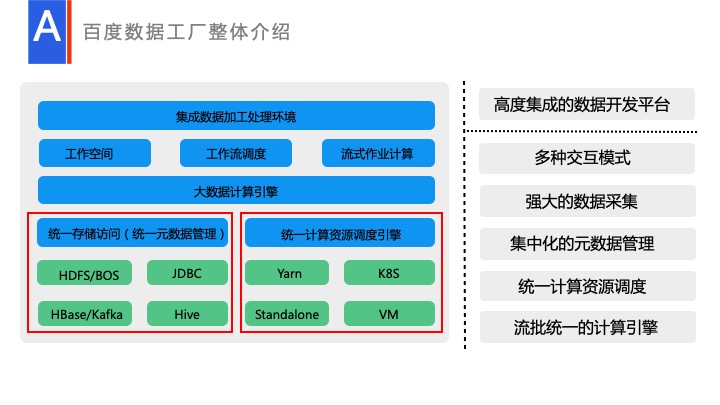 A
百度数据工厂整体介绍
集成数据加工处理环境
工作空间
工作流调度
流式作业计算
大数据计算引擎
统一存储访问（统一元数据管理）
统一计算资源调度引擎
HDFS/BOS
JDBC
Yarn
K8S
HBase/Kafka
Hive
Standalone
VM
高度集成的数据开发平台
多种交互模式
强大的数据采集
集中化的元数据管理
统一计算资源调度
流批统一的计算引擎